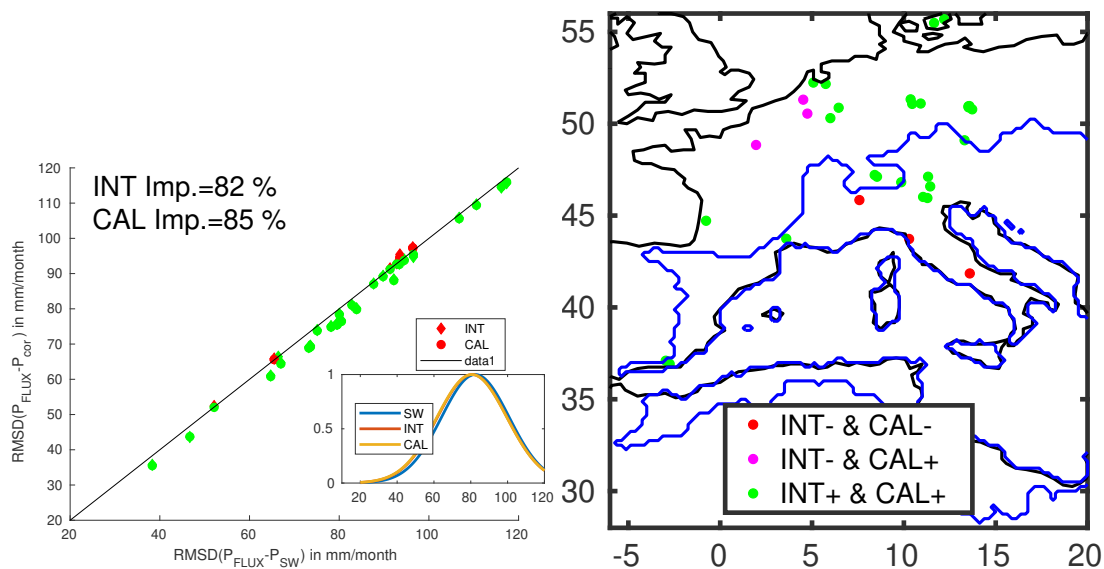 INT Imp.=82 %
CAL Imp.=85 %
120
110
100
90
80
70
60
50
40
30
20
RMSD(P_FLUX-P_cor) in mm/month
20
40
60
80
100
120
RMSD(P_FLUX-P_SW) in mm/month
INT
CAL
data1
1
0.5
0
SW
INT
CAL
20
40
60
80
100
120
55
50
45
40
35
30
INT- & CAL-
INT- & CAL+
INT+ & CAL+
-5
0
5
10
15
20